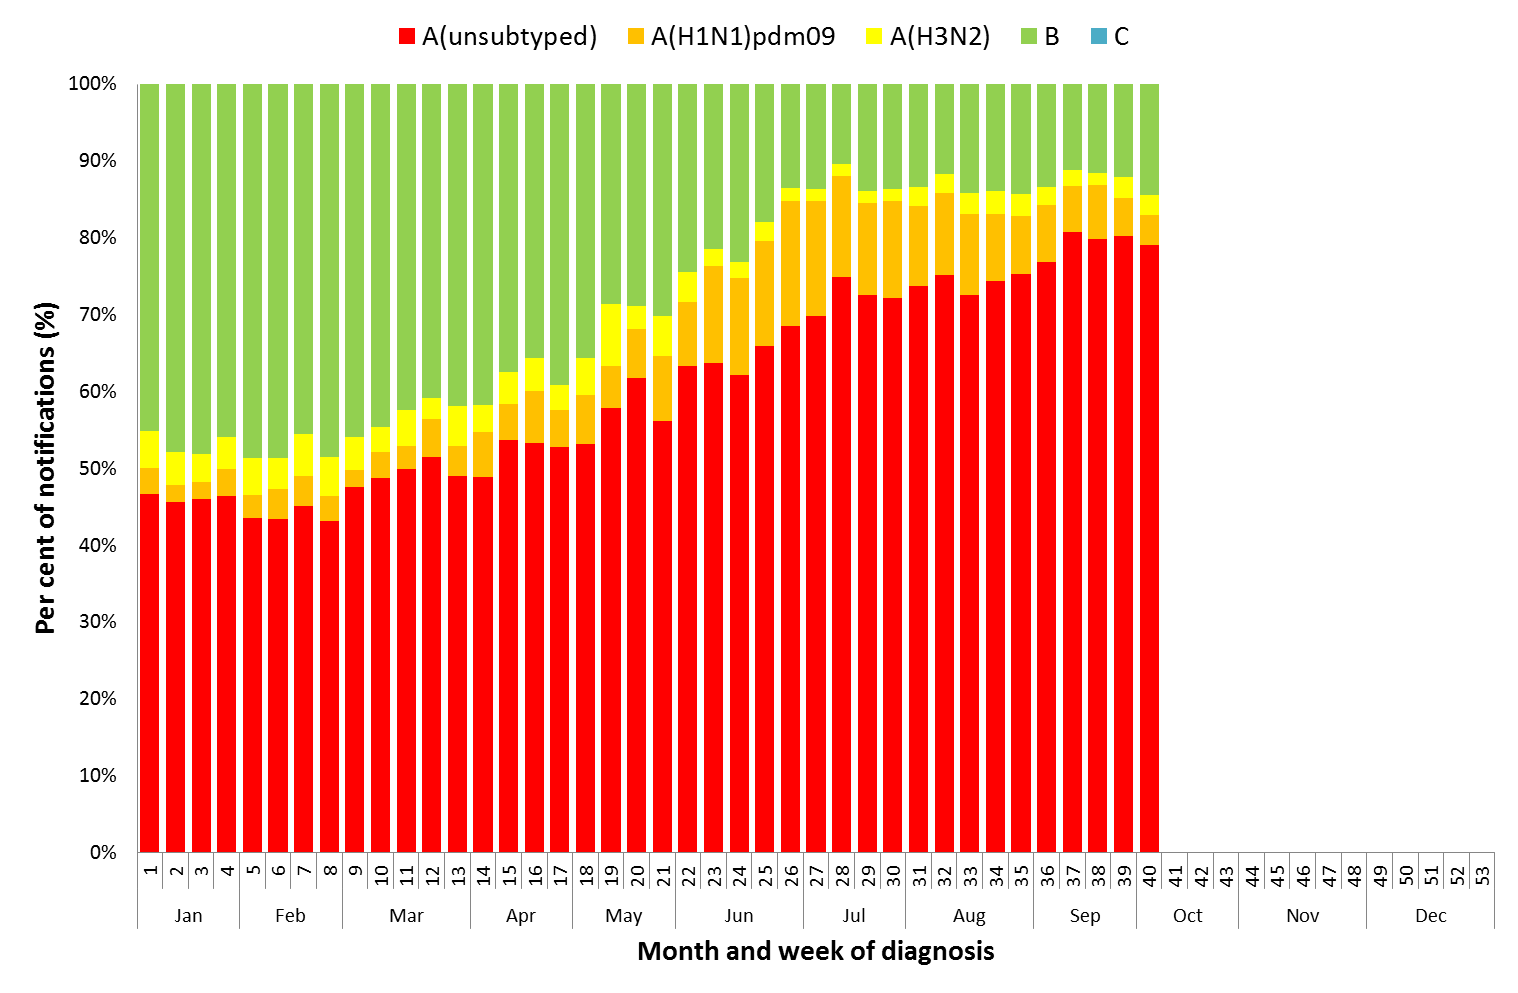 A(unsubtyped) A(H1N1)pdm09 A(H3N2) B C
100%
90%
80%
70%
60%
50%
40%
30%
20%
10%
0%
Per cent of notifications (%)
1 2 3 4 5 6 7 8 9 10 11 12 13 14 15 16 17 18 19 20 21 22 23 24 25 26 27 28 29 30 31 32 33 34 35 36 37 38 39 40 41 42 43 44 45 46 47 48 49 50 51 52 53
Jan Feb Mar Apr May Jun Jul Aug Sep Oct Nov Dec
Month and week of diagnosis